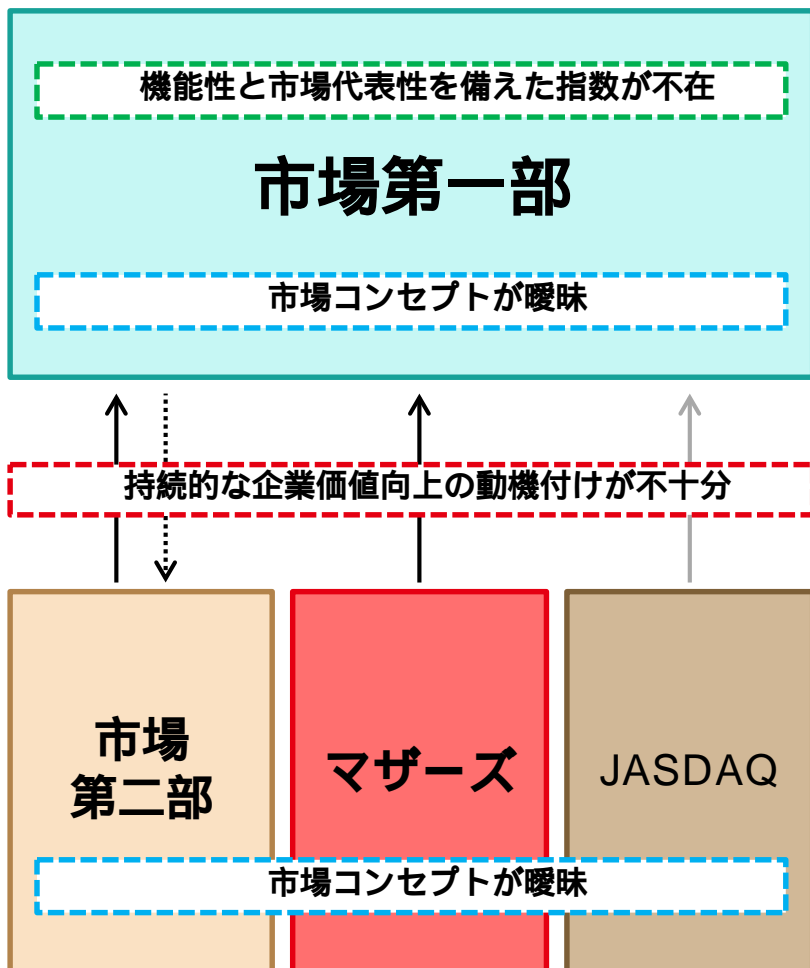 機能性と市場代表性を備えた指数が不在
市場第一部
市場コンセプトが曖昧
持続的な企業価値向上の動機付けが不十分
市場
第二部
マザーズ
JASDAQ
市場コンセプトが曖昧